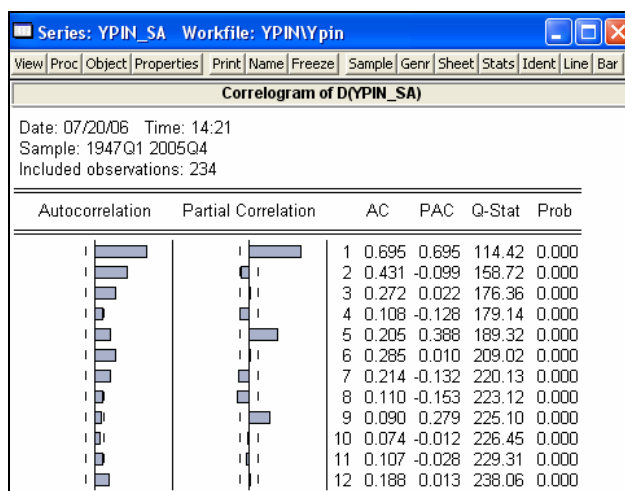 Series: YPIN_SA Workfile: YPIN\Ypin
View Proc Object Properties Print Name Freeze Sample Genr Sheet Stats Ident Line Bar
Correlogram of D(YPIN_SA)
Date: 07/20/06 Time: 14:21
Sample: 1947Q1 2005Q4
Included observations: 234
Autocorrelation Partial Correlation AC PAC Q-Stat Prob
1 0.695 0.695 114.42 0.000
2 0.431 -0.099 158.72 0.000
3 0.272 0.022 176.36 0.000
4 0.108 -0.128 179.14 0.000
5 0.205 0.388 189.32 0.000
6 0.285 0.010 209.02 0.000
7 0.214 -0.132 220.13 0.000
8 0.110 -0.153 223.12 0.000
9 0.090 0.279 225.10 0.000
10 0.074 -0.012 226.45 0.000
11 0.107 -0.028 229.31 0.000
12 0.188 0.013 238.06 0.000